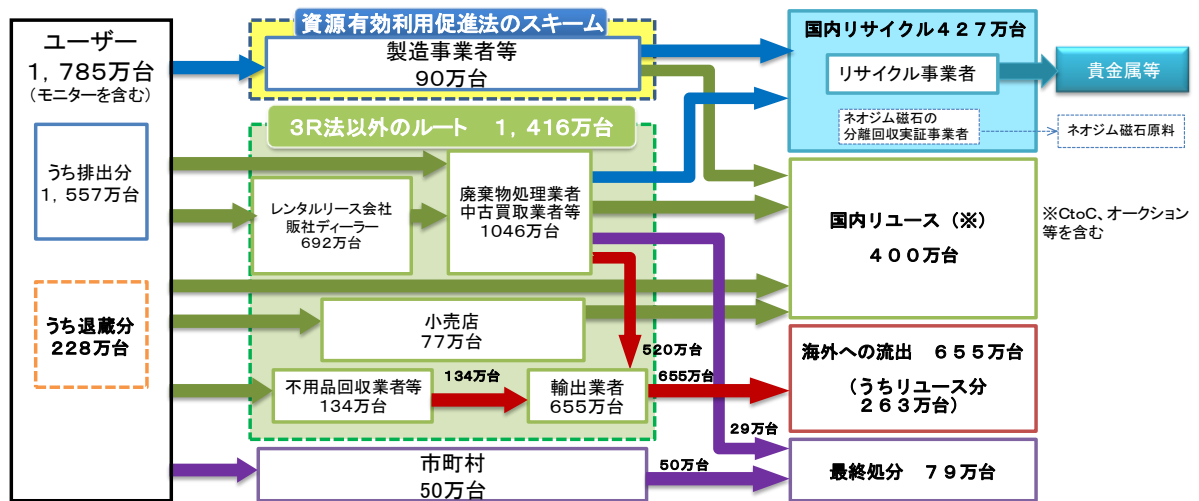 ユーザー
1,785万台
(モニターを含む)
うち排出分
1,557万台
うち退蔵分
228万台
資源有効利用促進法のスキーム
製造事業者等
90万台
3R法以外のルート 1,416万台
レンタルリース会社
販社ディーラー
692万台
廃棄物処理業者
中古買取業者等
1046万台
小売店
77万台
不用品回収業者等
134万台
134万台
輸出業者
655万台
520万台
655万台
市町村
50万台
50万台
29万台
国内リサイクル427万台
リサイクル事業者
貴金属等
ネオジム磁石の
分離回収実証事業者
ネオジム磁石原料
国内リユース(※)
400万台
※CtoC、オークション
等を含む
海外への流出 655万台
(うちリユース分
263万台)
最終処分 79万台